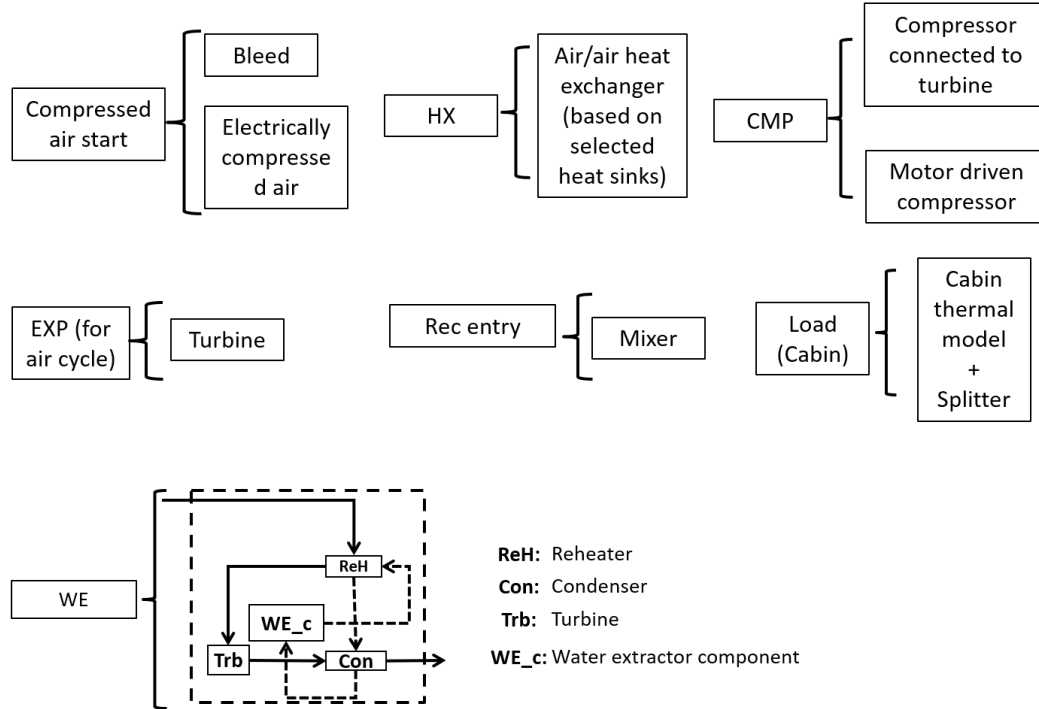 Compressed
air start
Bleed
Electrically
compresse
d air
HX
Air/air heat
exchanger
(based on
selected
heat sinks)
CMP
Compressor
connected to
turbine
Motor driven
compressor
EXP (for
air cycle)
Turbine
Rec entry
Mixer
Load
(Cabin)
Cabin
thermal
model
+
Splitter
WE
ReH
WE_c
Trb
Con
ReH: Reheater
Con: Condenser
Trb: Turbine
WE_c: Water extractor component